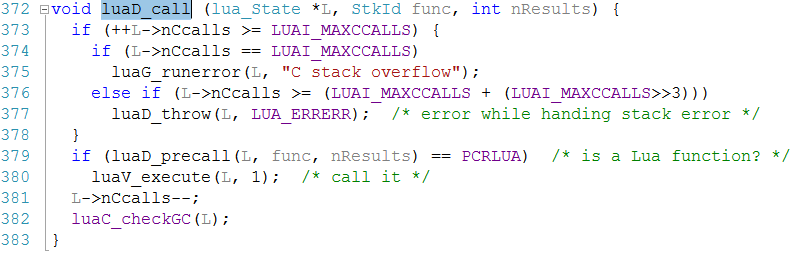 372 void luaD_call (lua_State *L, StkId func, int nResults) {
373   if (++L->nCcalls >= LUAI_MAXCCALLS) {
374     if (L->nCcalls == LUAI_MAXCCALLS)
375       luaG_runerror(L, "C stack overflow");
376     else if (L->nCcalls >= (LUAI_MAXCCALLS + (LUAI_MAXCCALLS>>3)))
377       luaD_throw(L, LUA_ERRERR);  /* error while handing stack error */
378   }
379   if (luaD_precall(L, func, nResults) == PCRLUA)  /* is a Lua function? */
380     luaV_execute(L, 1);  /* call it */
381   L->nCcalls--;
382   luaC_checkGC(L);
383 }